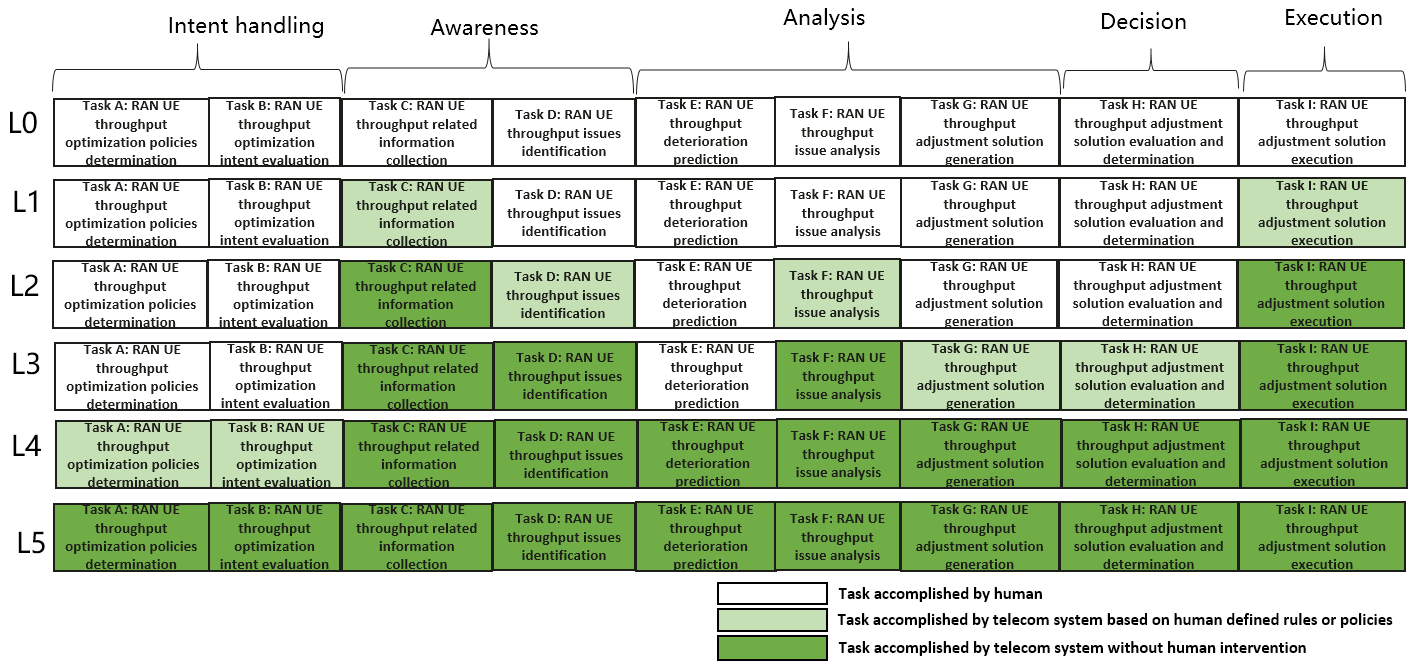 Intent handling
Awareness
Analysis
Decision
Execution
L0
Task A: RAN UE
throughput
optimization policies
determination
Task B: RAN UE
throughput
optimization
intent evaluation
Task C: RAN UE
throughput related
information
collection
Task D: RAN UE
throughput issues
identification
Task E: RAN UE
throughput
deterioration
prediction
Task F: RAN UE
throughput
issue analysis
Task G: RAN UE
throughput
adjustment solution
generation
Task H: RAN UE
throughput adjustment
solution evaluation and
determination
Task I: RAN UE
throughput
adjustment solution
execution
L1
Task A: RAN UE
throughput
optimization policies
determination
Task B: RAN UE
throughput
optimization
intent evaluation
Task C: RAN UE
throughput related
information
collection
Task D: RAN UE
throughput issues
identification
Task E: RAN UE
throughput
deterioration
prediction
Task F: RAN UE
throughput
issue analysis
Task G: RAN UE
throughput
adjustment solution
generation
Task H: RAN UE
throughput adjustment
solution evaluation and
determination
Task I: RAN UE
throughput
adjustment solution
execution
L2
Task A: RAN UE
throughput
optimization policies
determination
Task B: RAN UE
throughput
optimization
intent evaluation
Task C: RAN UE
throughput related
information
collection
Task D: RAN UE
throughput issues
identification
Task E: RAN UE
throughput
deterioration
prediction
Task F: RAN UE
throughput
issue analysis
Task G: RAN UE
throughput
adjustment solution
generation
Task H: RAN UE
throughput adjustment
solution evaluation and
determination
Task I: RAN UE
throughput
adjustment solution
execution
L3
Task A: RAN UE
throughput
optimization policies
determination
Task B: RAN UE
throughput
optimization
intent evaluation
Task C: RAN UE
throughput related
information
collection
Task D: RAN UE
throughput issues
identification
Task E: RAN UE
throughput
deterioration
prediction
Task F: RAN UE
throughput
issue analysis
Task G: RAN UE
throughput
adjustment solution
generation
Task H: RAN UE
throughput adjustment
solution evaluation and
determination
Task I: RAN UE
throughput
adjustment solution
execution
L4
Task A: RAN UE
throughput
optimization policies
determination
Task B: RAN UE
throughput
optimization
intent evaluation
Task C: RAN UE
throughput related
information
collection
Task D: RAN UE
throughput issues
identification
Task E: RAN UE
throughput
deterioration
prediction
Task F: RAN UE
throughput
issue analysis
Task G: RAN UE
throughput
adjustment solution
generation
Task H: RAN UE
throughput adjustment
solution evaluation and
determination
Task I: RAN UE
throughput
adjustment solution
execution
L5
Task A: RAN UE
throughput
optimization policies
determination
Task B: RAN UE
throughput
optimization
intent evaluation
Task C: RAN UE
throughput related
information
collection
Task D: RAN UE
throughput issues
identification
Task E: RAN UE
throughput
deterioration
prediction
Task F: RAN UE
throughput
issue analysis
Task G: RAN UE
throughput
adjustment solution
generation
Task H: RAN UE
throughput adjustment
solution evaluation and
determination
Task I: RAN UE
throughput
adjustment solution
execution
Task accomplished by human
Task accomplished by telecom system based on human defined rules or policies
Task accomplished by telecom system without human intervention